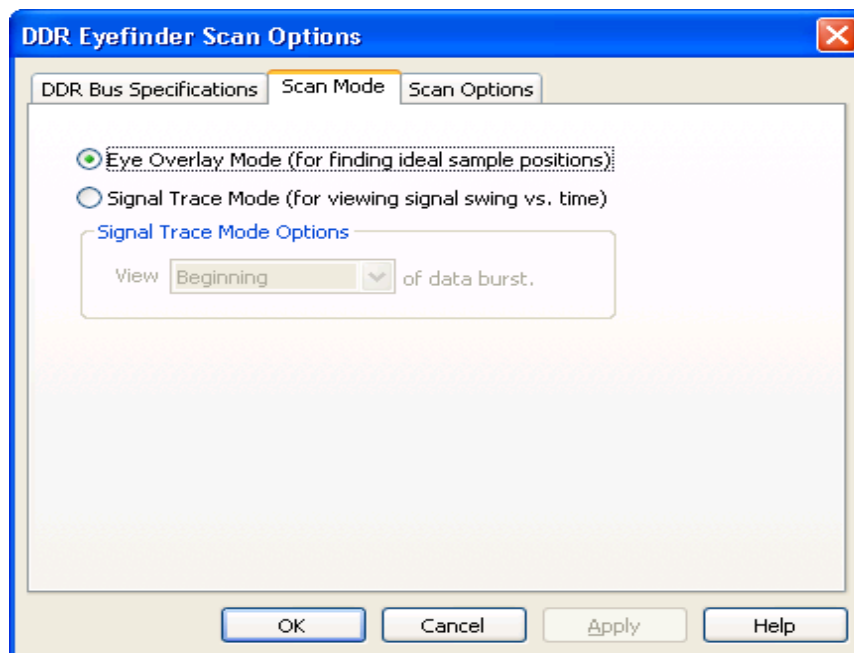 DDR Eyefinder Scan Options
DDR Bus Specifications Scan Mode Scan Options
Eye Overlay Mode (for finding ideal sample positions)
Signal Trace Mode (for viewing signal swing vs. time)
Signal Trace Mode Options
View Beginning of data burst.
OK Cancel Apply Help